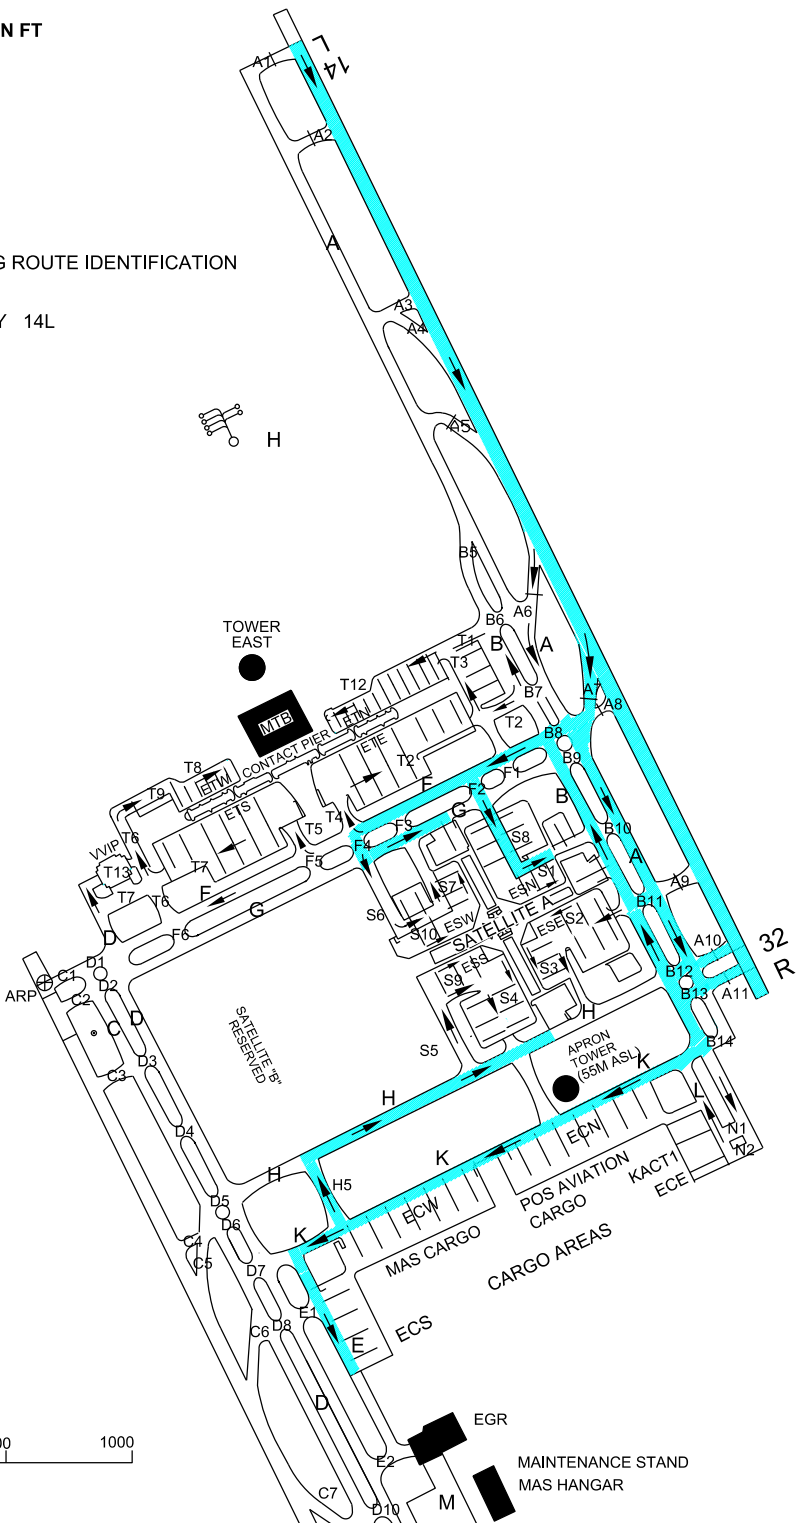 N FT
14
L
A1
A2
A
G ROUTE IDENTIFICATION
A3
Y 14L
A4
A5
H
B5
A6
B6
TOWER
EAST
T1
B
A
T3
T12
B7
A7
A8
MTB
ETN
T2
B8
CONTACT PIER
ETE
B9
T8
T2
F1
ETW
F
F2
T9
B
ETS
T4
G
F3
B10
T6
T5
S8
A
VVIP
F4
T13
T7
F5
S7
S1
A9
T7
T6
F
ESN
B11
G
S6
ESW
SATELLITE A
S2
F6
S10
ESE
D
A10
32
R
D1
S9
ESS
S3
B12
ARP
C1
D2
S4
B13
A11
C2
H
C
D
SATELLITE "B"
RESERVED
S5
APRON
TOWER
(55M ASL)
B14
D3
K
C3
H
L
N1
D4
ECN
N2
K
KACT1
ECE
H
H5
POS AVIATION
CARGO
D5
ECW
D6
K
MAS CARGO
C4
CARGO AREAS
C5
D7
E1
ECS
D8
C6
E
D
EGR
00
1000
E2
MAINTENANCE STAND
MAS HANGAR
C7
M
D10